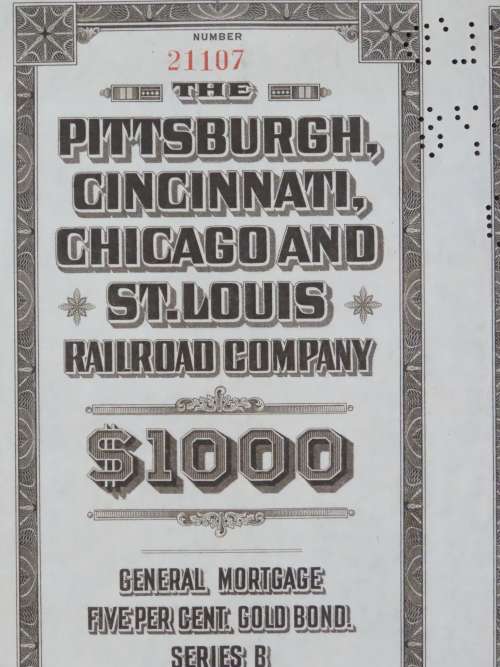 NUMBER
21107
THE
PITTSBURGH,
CINCINNATI,
CHICAGO AND
ST. LOUIS
RAILROAD COMPANY
$1000
GENERAL MORTGAGE
FIVE PER CENT. GOLD BOND.
SERIES B